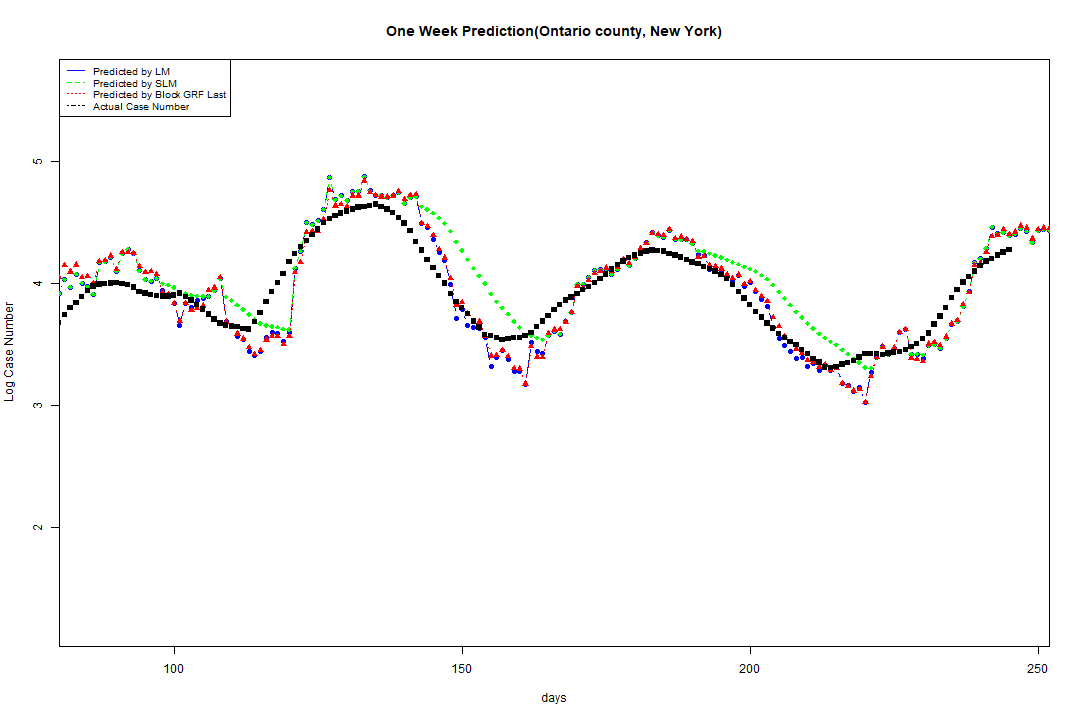 One Week Prediction(Ontario county, New York)
Predicted by LM
Predicted by SLM
Predicted by Block GRF Last
Actual Case Number
5
4
3
2
Log Case Number
100 150 200 250
days